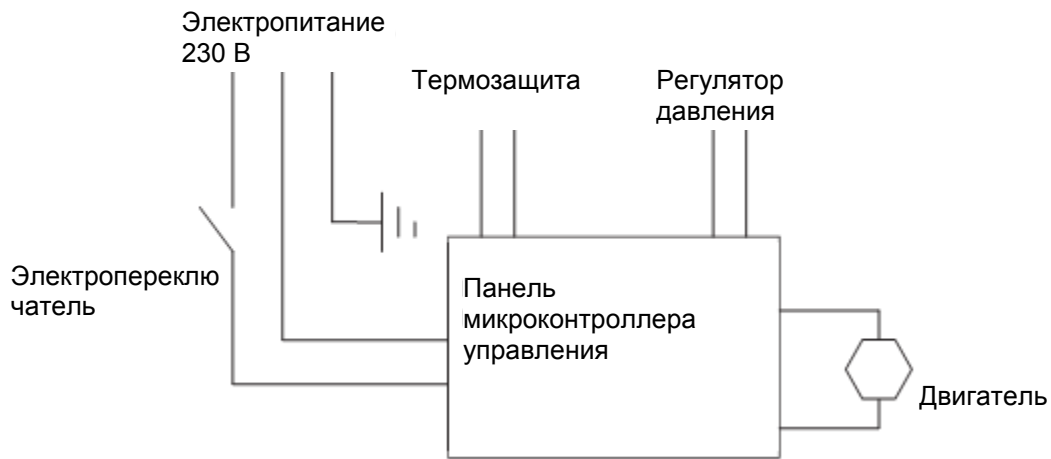 Электропитание
230 В
Термозащита
Регулятор
давления
Электропереклю
чатель
Панель
микроконтроллера
управления
Двигатель